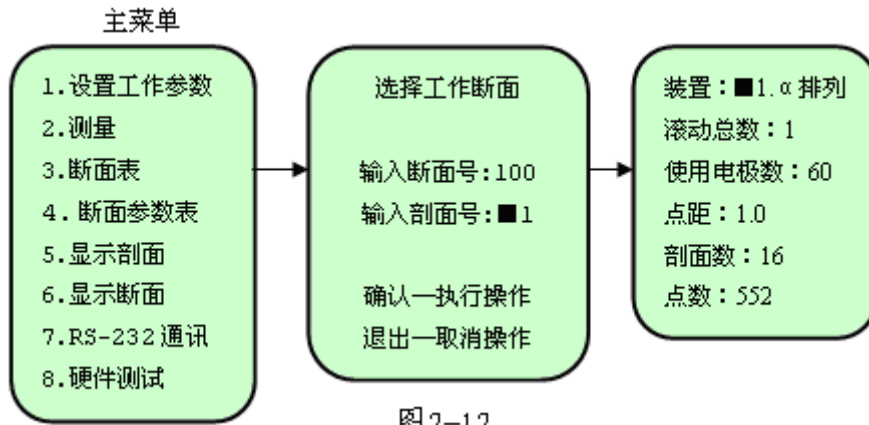 主菜单
1.设置工作参数
2.测量
3.断面表
4.断面参数表
5.显示剖面
6.显示断面
7.RS-232通讯
8.硬件测试
选择工作断面
输入断面号:100
输入剖面号:■1
确认—执行操作
退出—取消操作
装置：■1.α排列
滚动总数：1
使用电极数：60
点距：1.0
剖面数：16
点数：552
图2-12